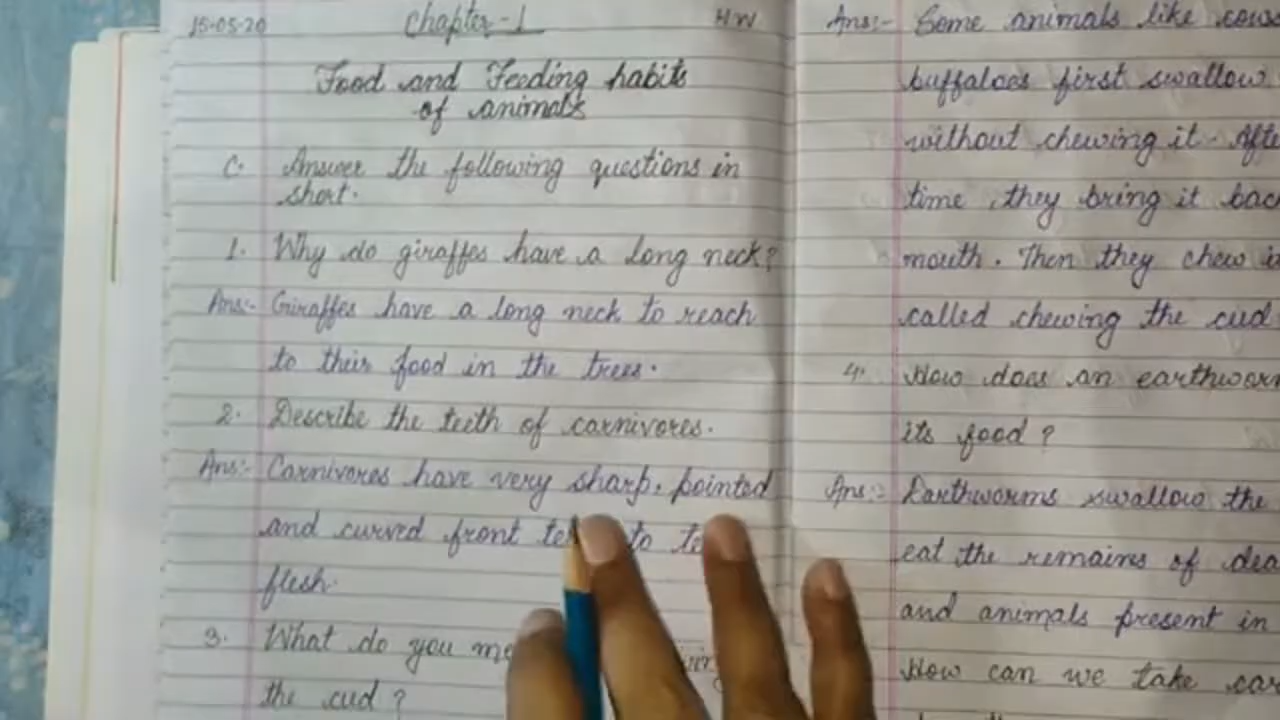 15-05-20 Chapter-1 HW
Food and Feeding habits
of animals
C. Answer the following questions in
short.
1. Why do giraffes have a long neck?
Ans:- Giraffes have a long neck to reach
to their food in the trees.
2. Describe the teeth of carnivores.
Ans:- Carnivores have very sharp, pointed
and curved front to
flesh.
3. What do you
the cud ?
Ans:- Some animals like cows
buffaloes first swallow
without chewing it.
time, they bring it
mouth. Then they chew
called chewing the cud
4. How does an
its food ?
Ans:- Earthworms swallow the
eat the remains of
and animals present in
How can we take